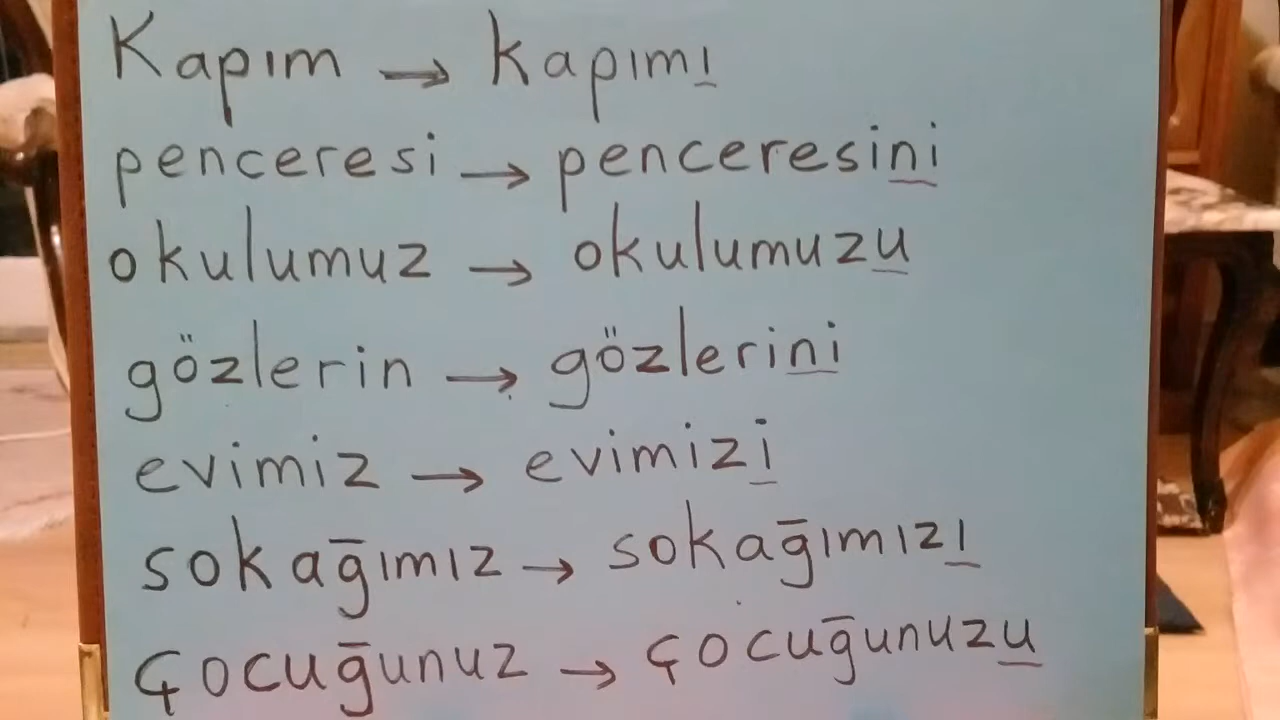 Kapım → kapımı
penceresi → penceresini
okulumuz → okulumuzu
gözlerin → gözlerini
evimiz → evimizi
sokağımız → sokağımızı
çocuğunuz → çocuğunuzu